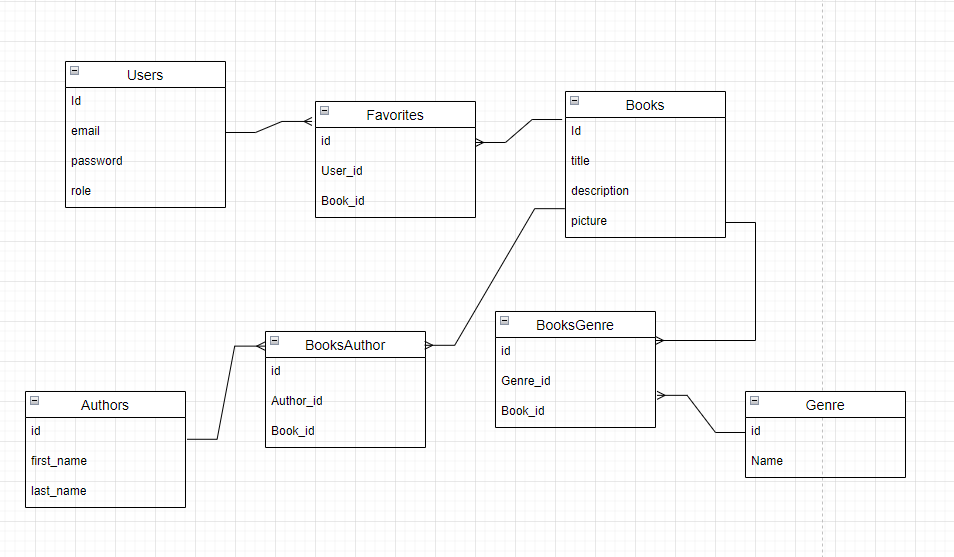 Users
Id
email
password
role
Favorites
id
User_id
Book_id
Books
Id
title
description
picture
BooksAuthor
id
Author_id
Book_id
BooksGenre
id
Genre_id
Book_id
Authors
id
first_name
last_name
Genre
id
Name